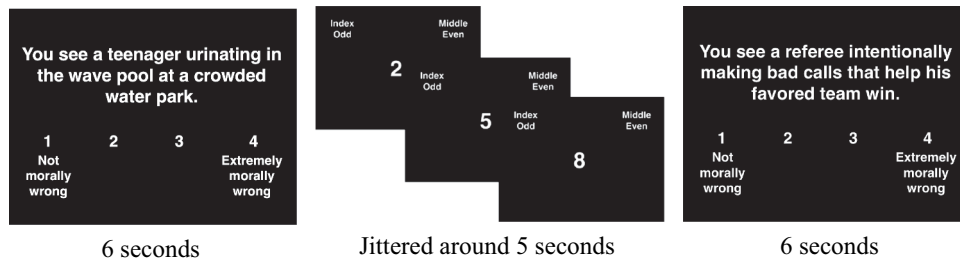 You see a teenager urinating in
the wave pool at a crowded
water park.
1 2 3 4
Not morally wrong
Extremely morally wrong
6 seconds
Index Odd
Middle Even
2
Index Odd
Middle Even
5
Index Odd
Middle Even
8
Jittered around 5 seconds
You see a referee intentionally
making bad calls that help his
favored team win.
1 2 3 4
Not morally wrong
Extremely morally wrong
6 seconds